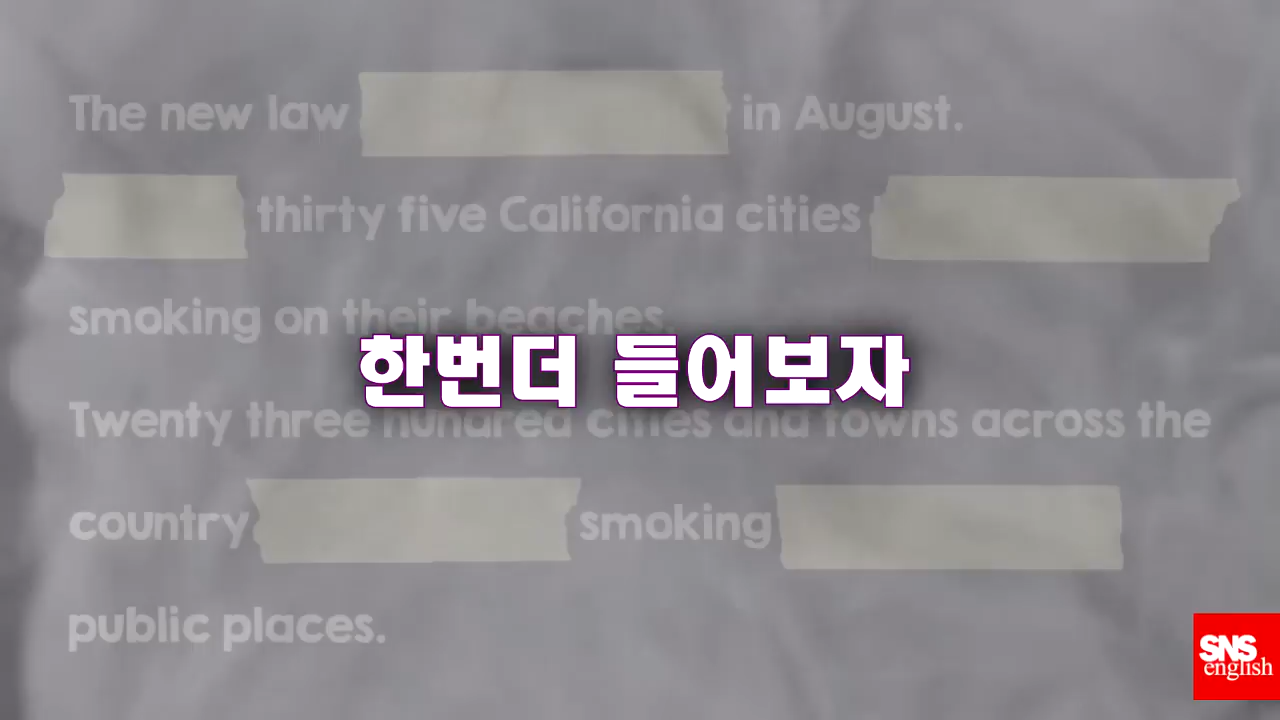 The new law in August.
thirty five California cities
smoking on their beaches.
한번더 들어보자
Twenty three hundred cities and towns across the
country smoking
public places.
SNS
english